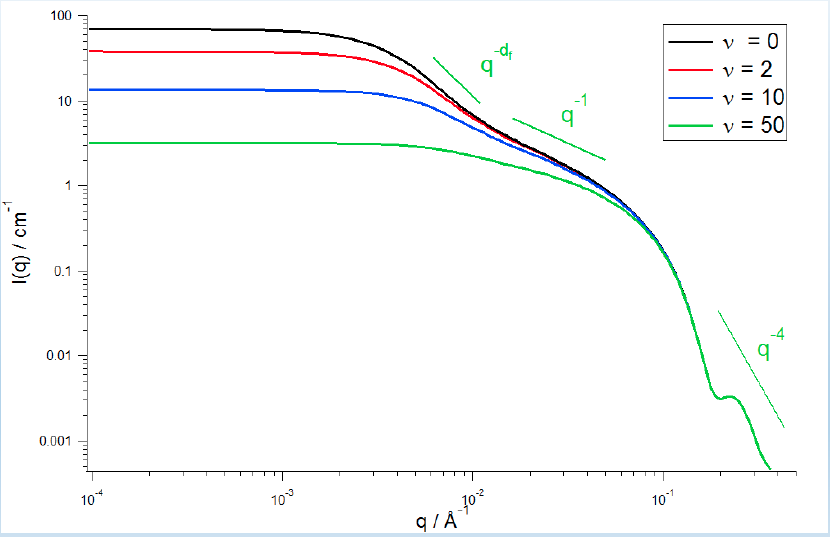 100
10
1
0.1
0.01
0.001
10⁻⁴ 10⁻³ 10⁻² 10⁻¹
I(q) / cm⁻¹
q / Å⁻¹
q⁻ᵈᶠ
q⁻¹
q⁻⁴
ν = 0
ν = 2
ν = 10
ν = 50